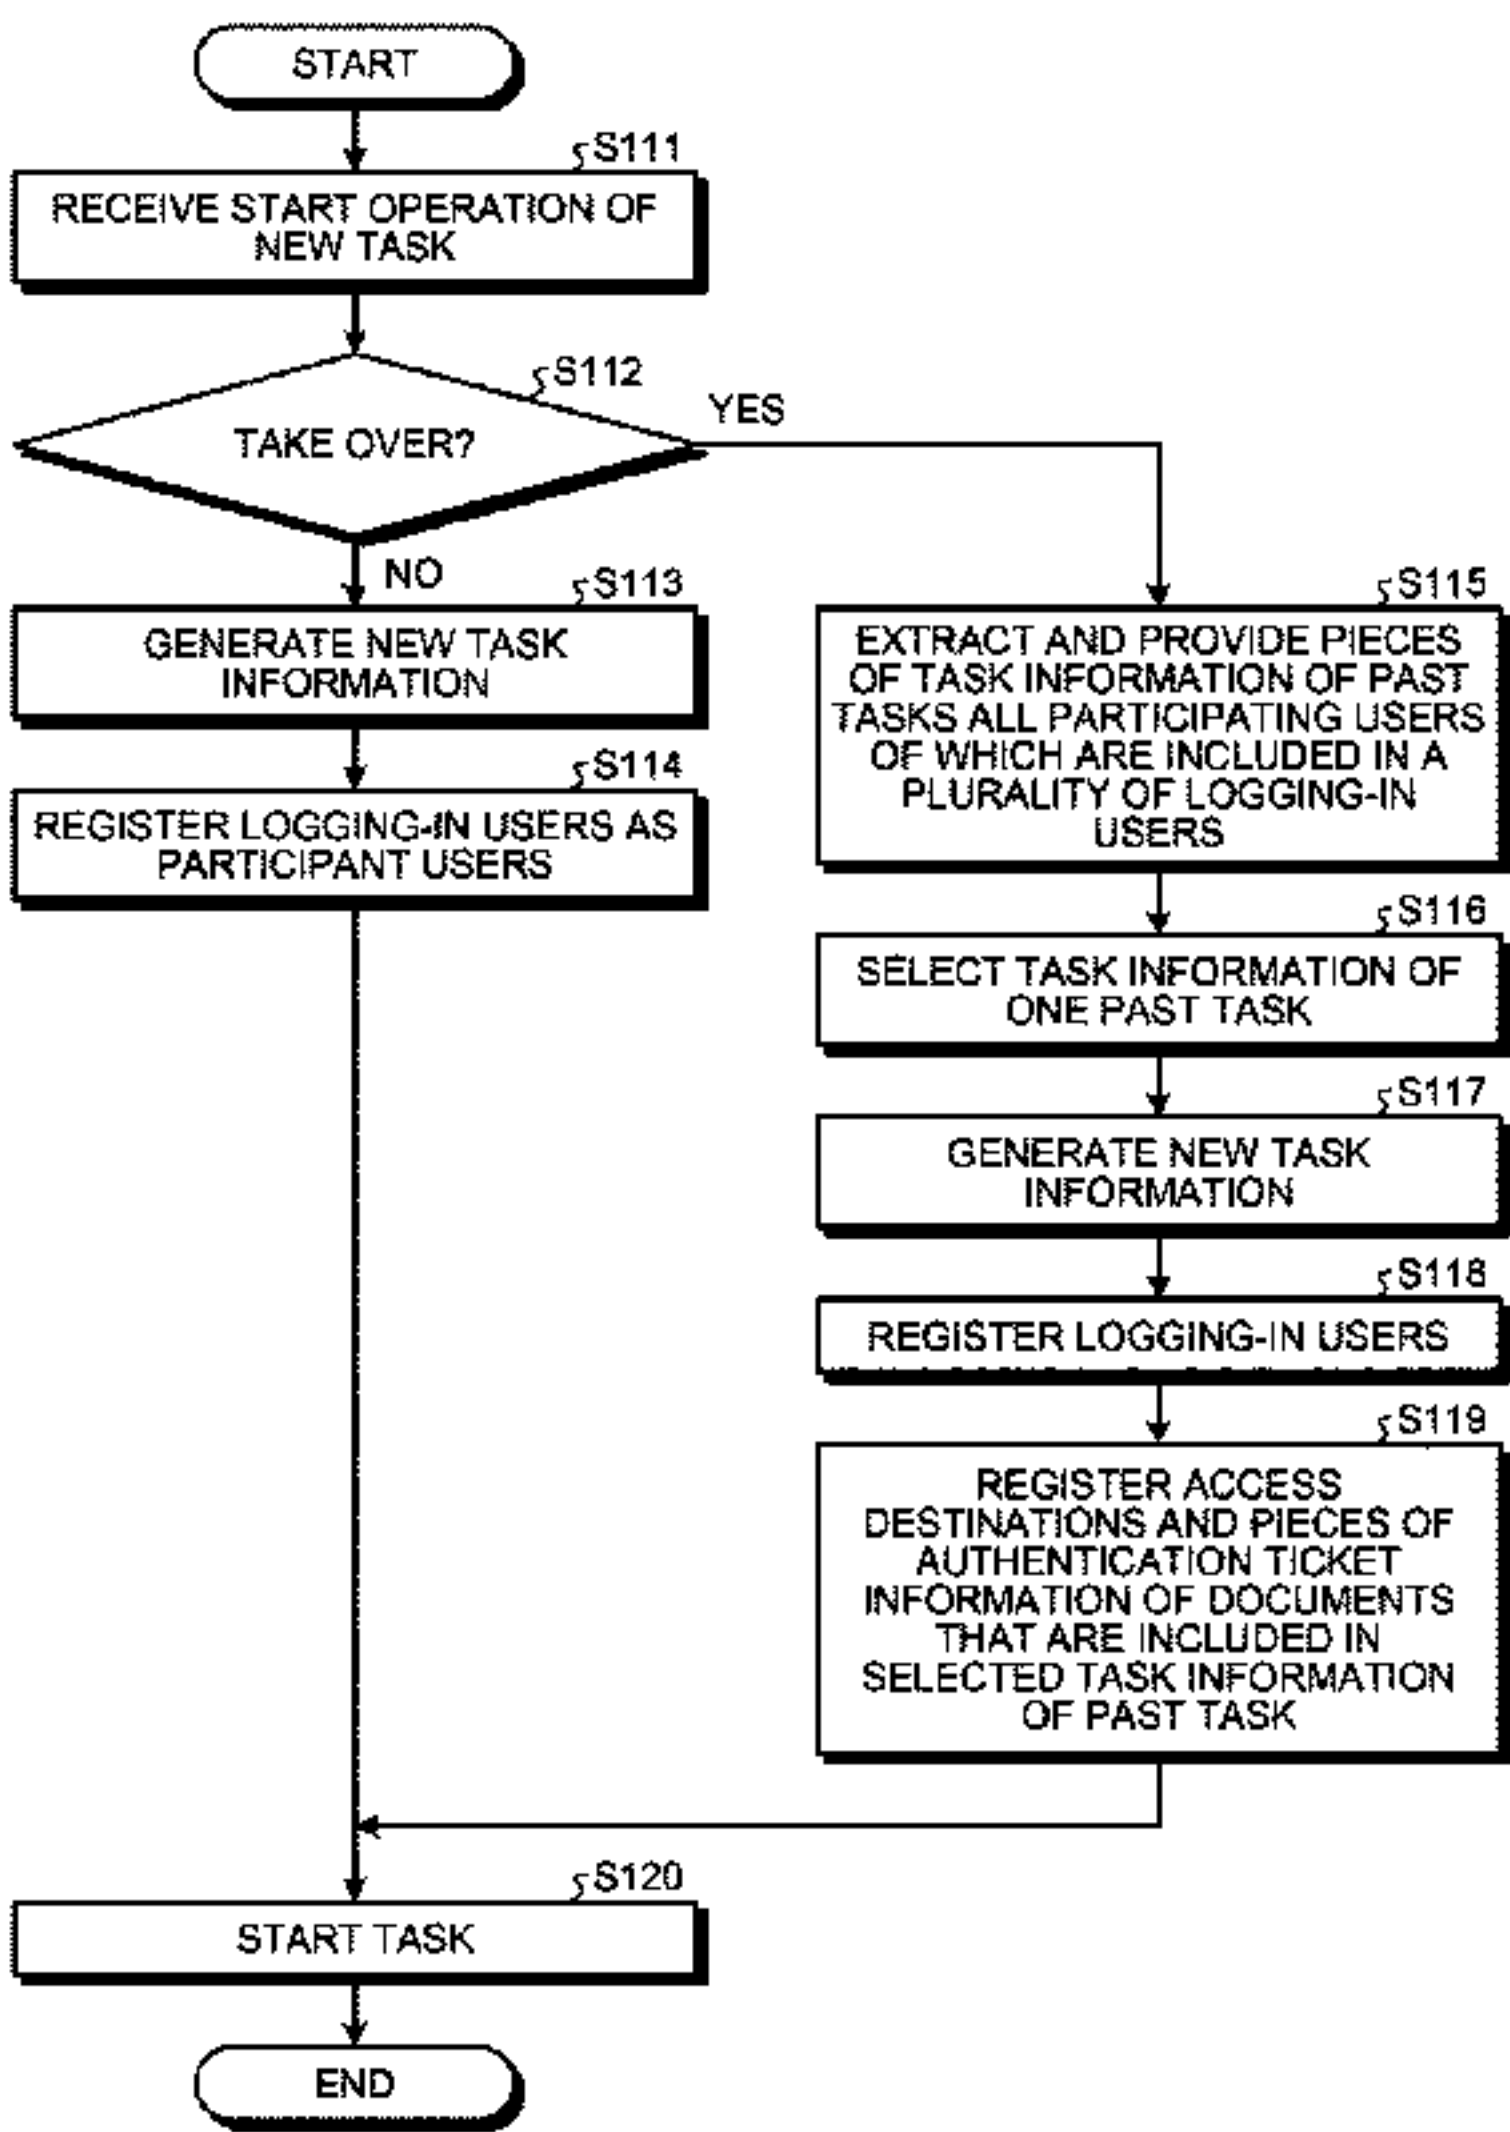 START
S111
RECEIVE START OPERATION OF
NEW TASK
S112
TAKE OVER?
YES
NO
S113
GENERATE NEW TASK
INFORMATION
S114
REGISTER LOGGING-IN USERS AS
PARTICIPANT USERS
S115
EXTRACT AND PROVIDE PIECES
OF TASK INFORMATION OF PAST
TASKS ALL PARTICIPATING USERS
OF WHICH ARE INCLUDED IN A
PLURALITY OF LOGGING-IN
USERS
S116
SELECT TASK INFORMATION OF
ONE PAST TASK
S117
GENERATE NEW TASK
INFORMATION
S118
REGISTER LOGGING-IN USERS
S119
REGISTER ACCESS
DESTINATIONS AND PIECES OF
AUTHENTICATION TICKET
INFORMATION OF DOCUMENTS
THAT ARE INCLUDED IN
SELECTED TASK INFORMATION
OF PAST TASK
S120
START TASK
END